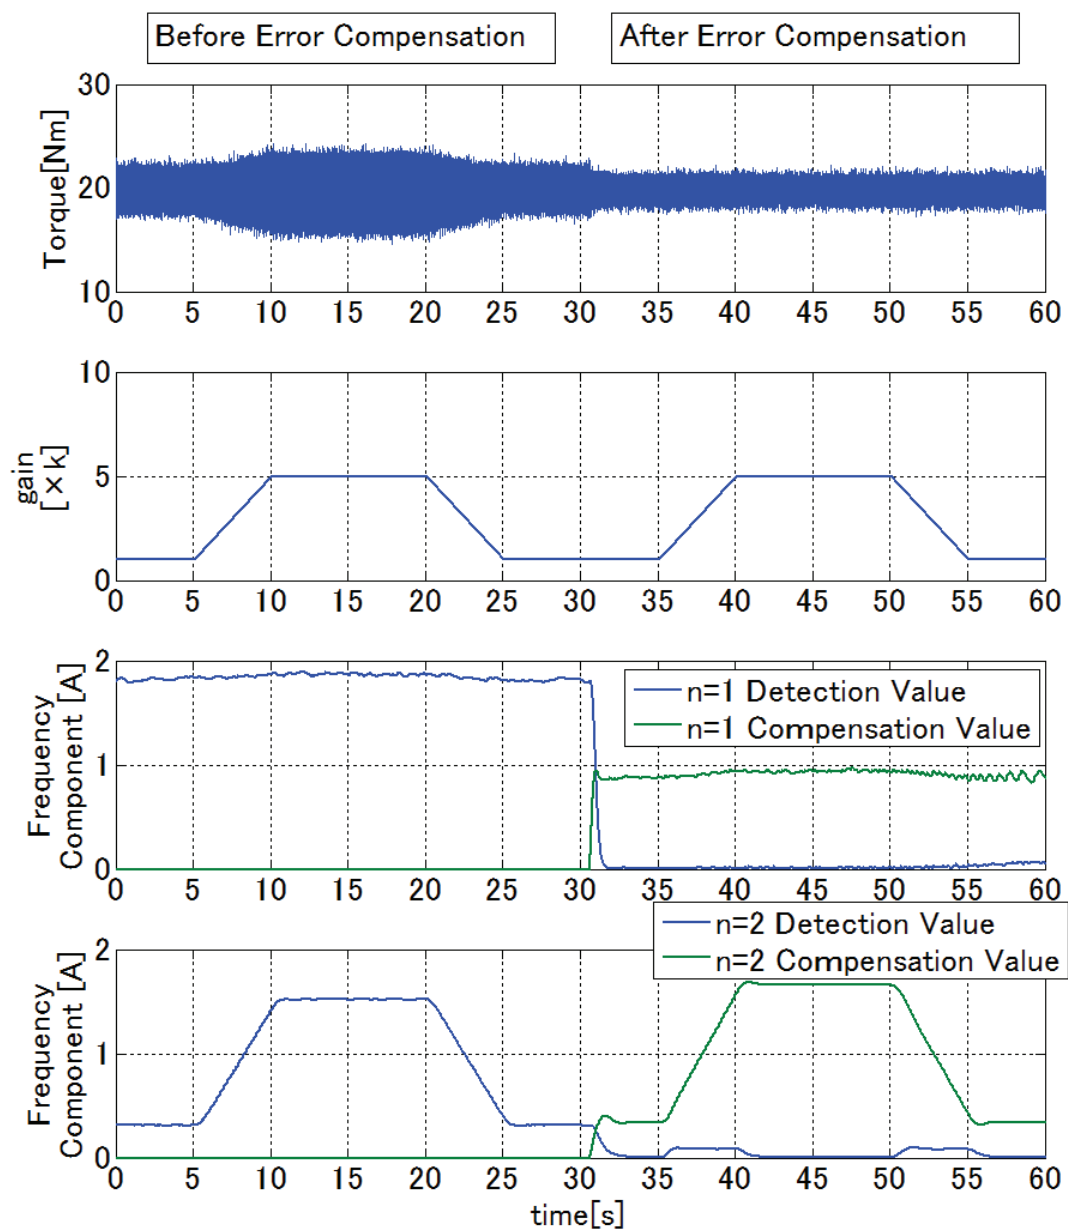 Before Error Compensation
After Error Compensation
Torque[Nm]
30
20
10
0 5 10 15 20 25 30 35 40 45 50 55 60
gain
[×k]
10
5
0
0 5 10 15 20 25 30 35 40 45 50 55 60
Frequency
Component [A]
2
1
0
n=1 Detection Value
n=1 Compensation Value
0 5 10 15 20 25 30 35 40 45 50 55 60
Frequency
Component [A]
2
1
0
n=2 Detection Value
n=2 Compensation Value
0 5 10 15 20 25 30 35 40 45 50 55 60
time[s]